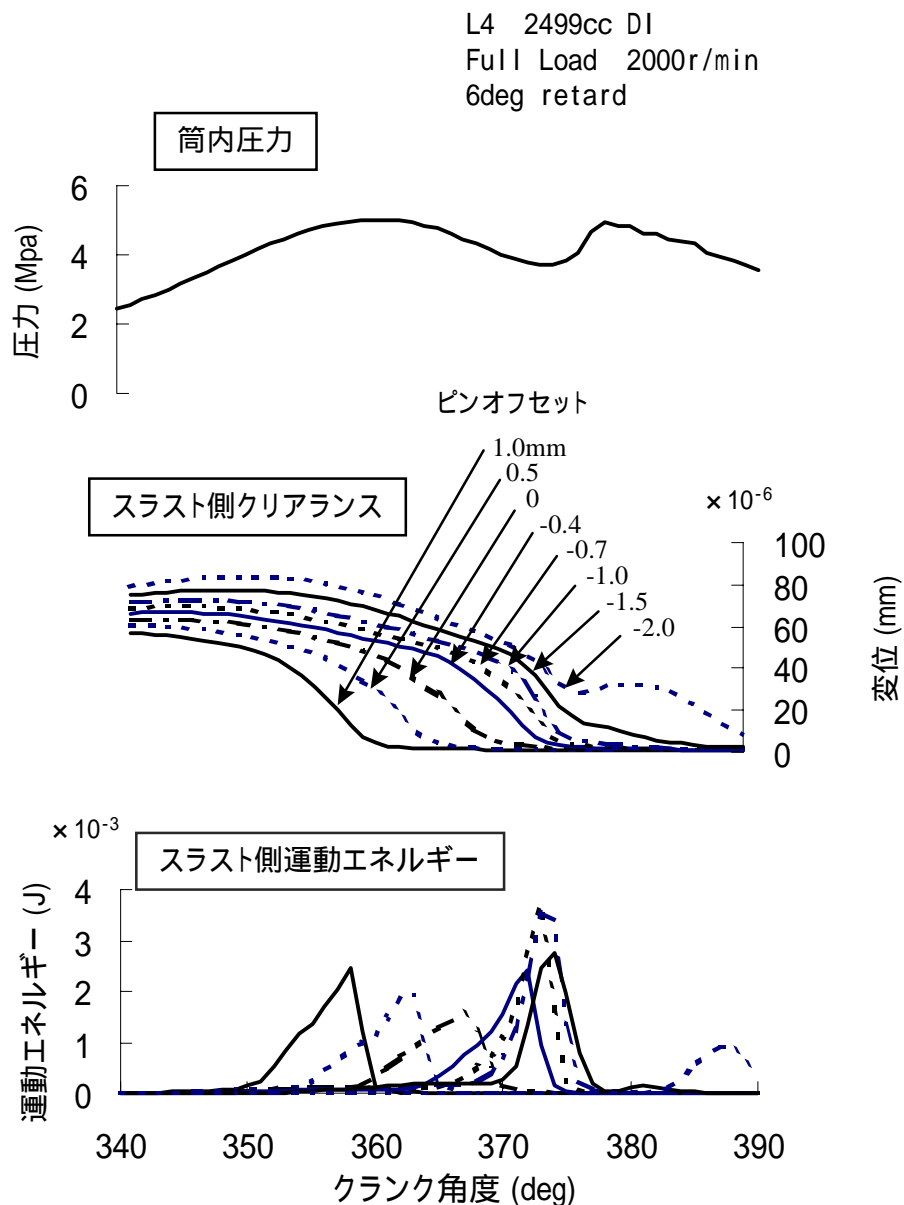 L4 2499cc DI
Full Load 2000r/min
6deg retard
筒内圧力
6
4
2
0
圧力 (Mpa)
ピンオフセット
1.0mm
0.5
0
-0.4
-0.7
-1.0
-1.5
-2.0
スラスト側クリアランス
×10-6
100
80
60
40
20
0
変位 (mm)
×10-3
スラスト側運動エネルギー
4
3
2
1
0
運動エネルギー (J)
340 350 360 370 380 390
クランク角度 (deg)